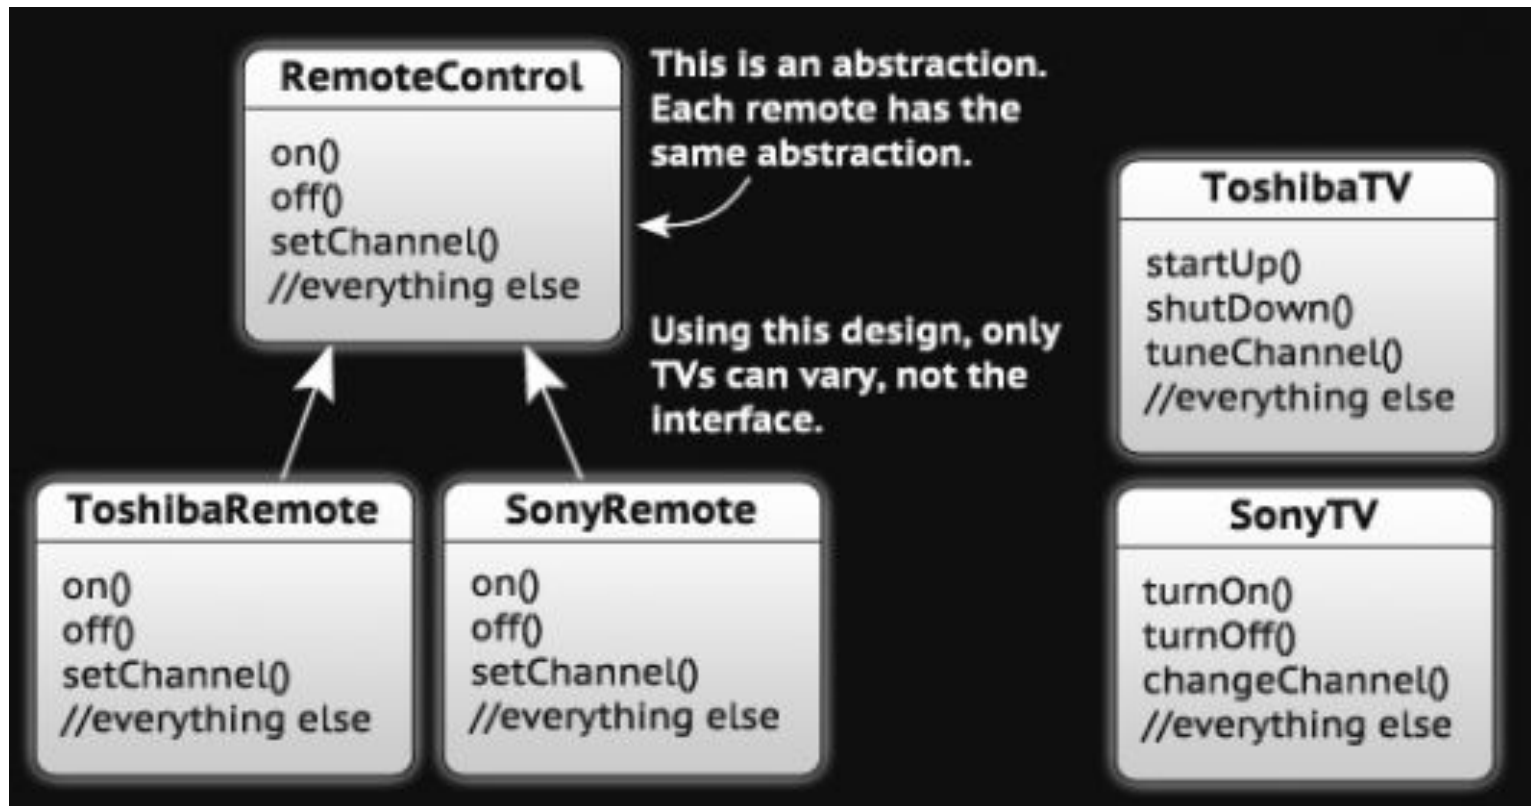 RemoteControl
on()
off()
setChannel()
//everything else
This is an abstraction.
Each remote has the
same abstraction.
Using this design, only
TVs can vary, not the
interface.
ToshibaRemote
on()
off()
setChannel()
//everything else
SonyRemote
on()
off()
setChannel()
//everything else
ToshibaTV
startUp()
shutDown()
tuneChannel()
//everything else
SonyTV
turnOn()
turnOff()
changeChannel()
//everything else